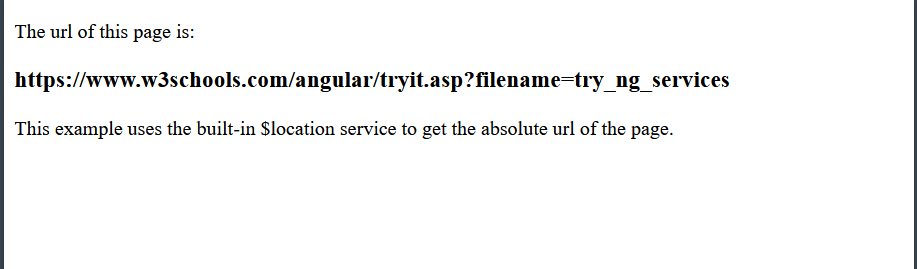 The url of this page is:
https://www.w3schools.com/angular/tryit.asp?filename=try_ng_services
This example uses the built-in $location service to get the absolute url of the page.